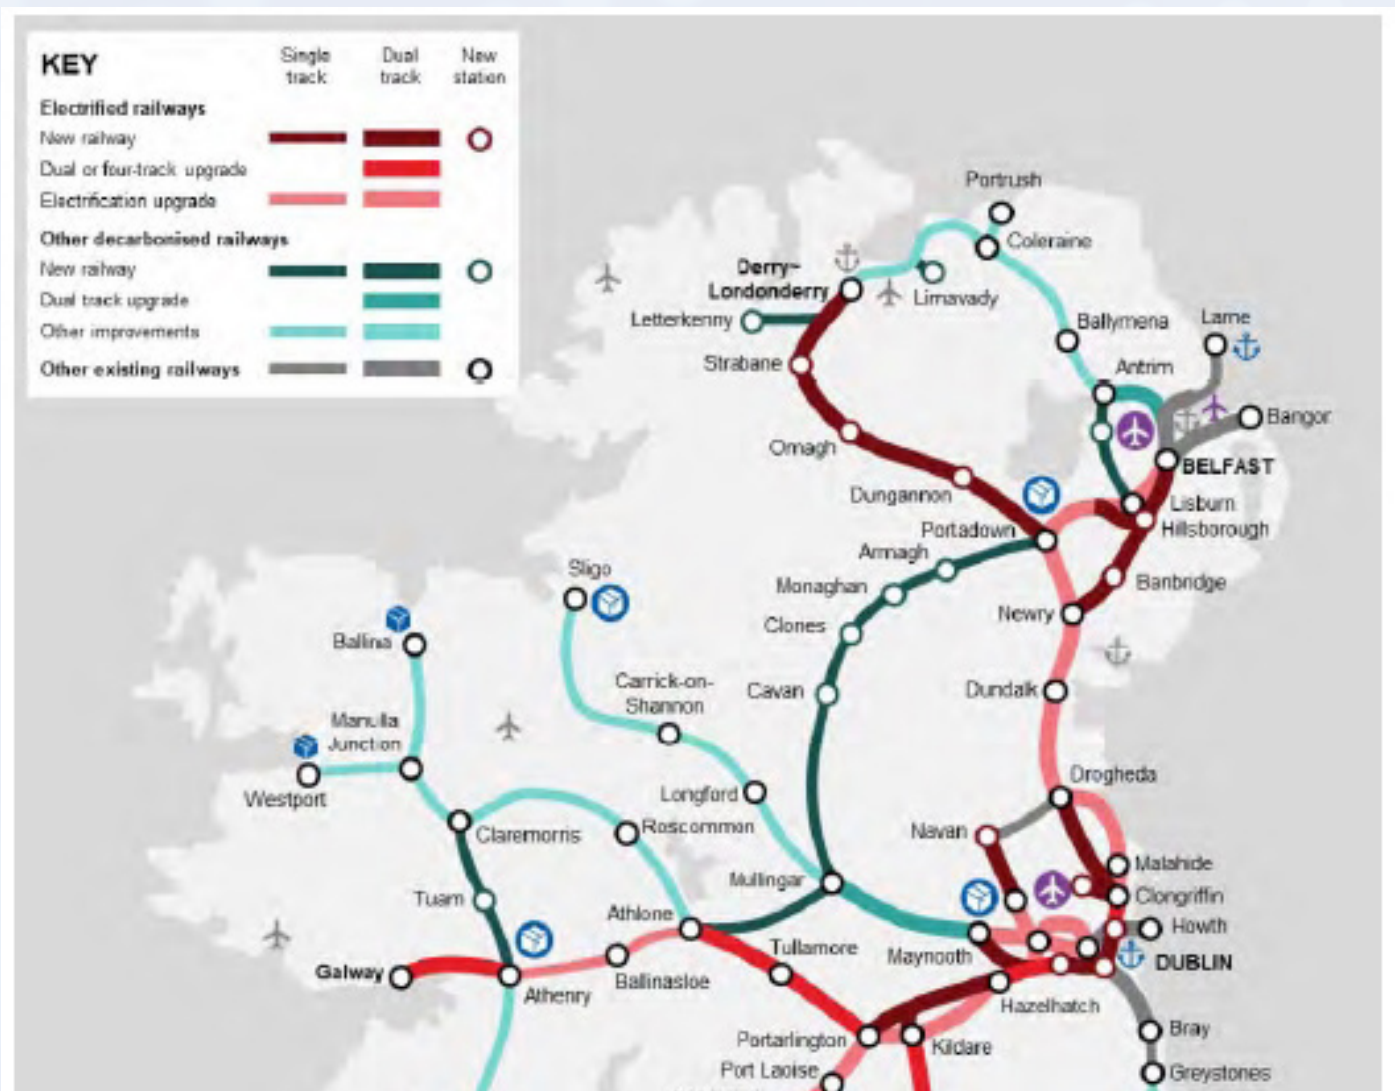 KEY
Single track
Dual track
New station
Electrified railways
New railway
Dual or four-track upgrade
Electrification upgrade
Other decarbonised railways
New railway
Dual track upgrade
Other improvements
Other existing railways
Portrush
Coleraine
Derry~
Londonderry
Limavady
Letterkenny
Ballymena
Larne
Strabane
Antrim
Bangor
Omagh
BELFAST
Dungannon
Lisburn
Portadown
Hillsborough
Armagh
Sligo
Monaghan
Banbridge
Newry
Clones
Ballina
Carrick-on-
Shannon
Cavan
Dundalk
Manulla
Junction
Drogheda
Westport
Longford
Claremorris
Roscommon
Navan
Malahide
Mullingar
Clongriffin
Tuam
Athlone
Howth
Tullamore
Maynooth
DUBLIN
Galway
Ballinasloe
Athenry
Hazelhatch
Portarlington
Kildare
Bray
Port Laoise
Greystones